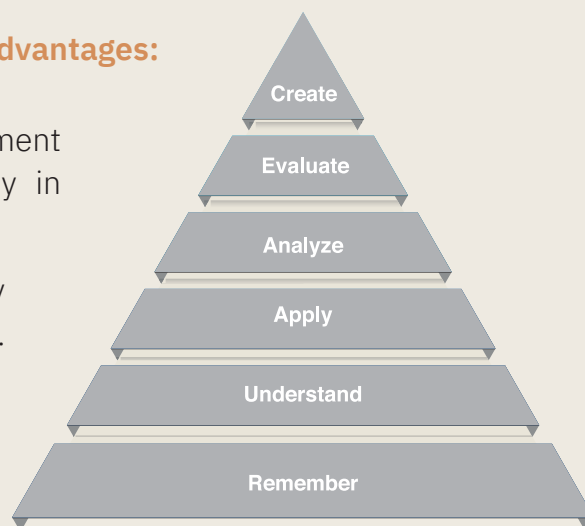 dvantages:
ment
y in
y
.
Create
Evaluate
Analyze
Apply
Understand
Remember